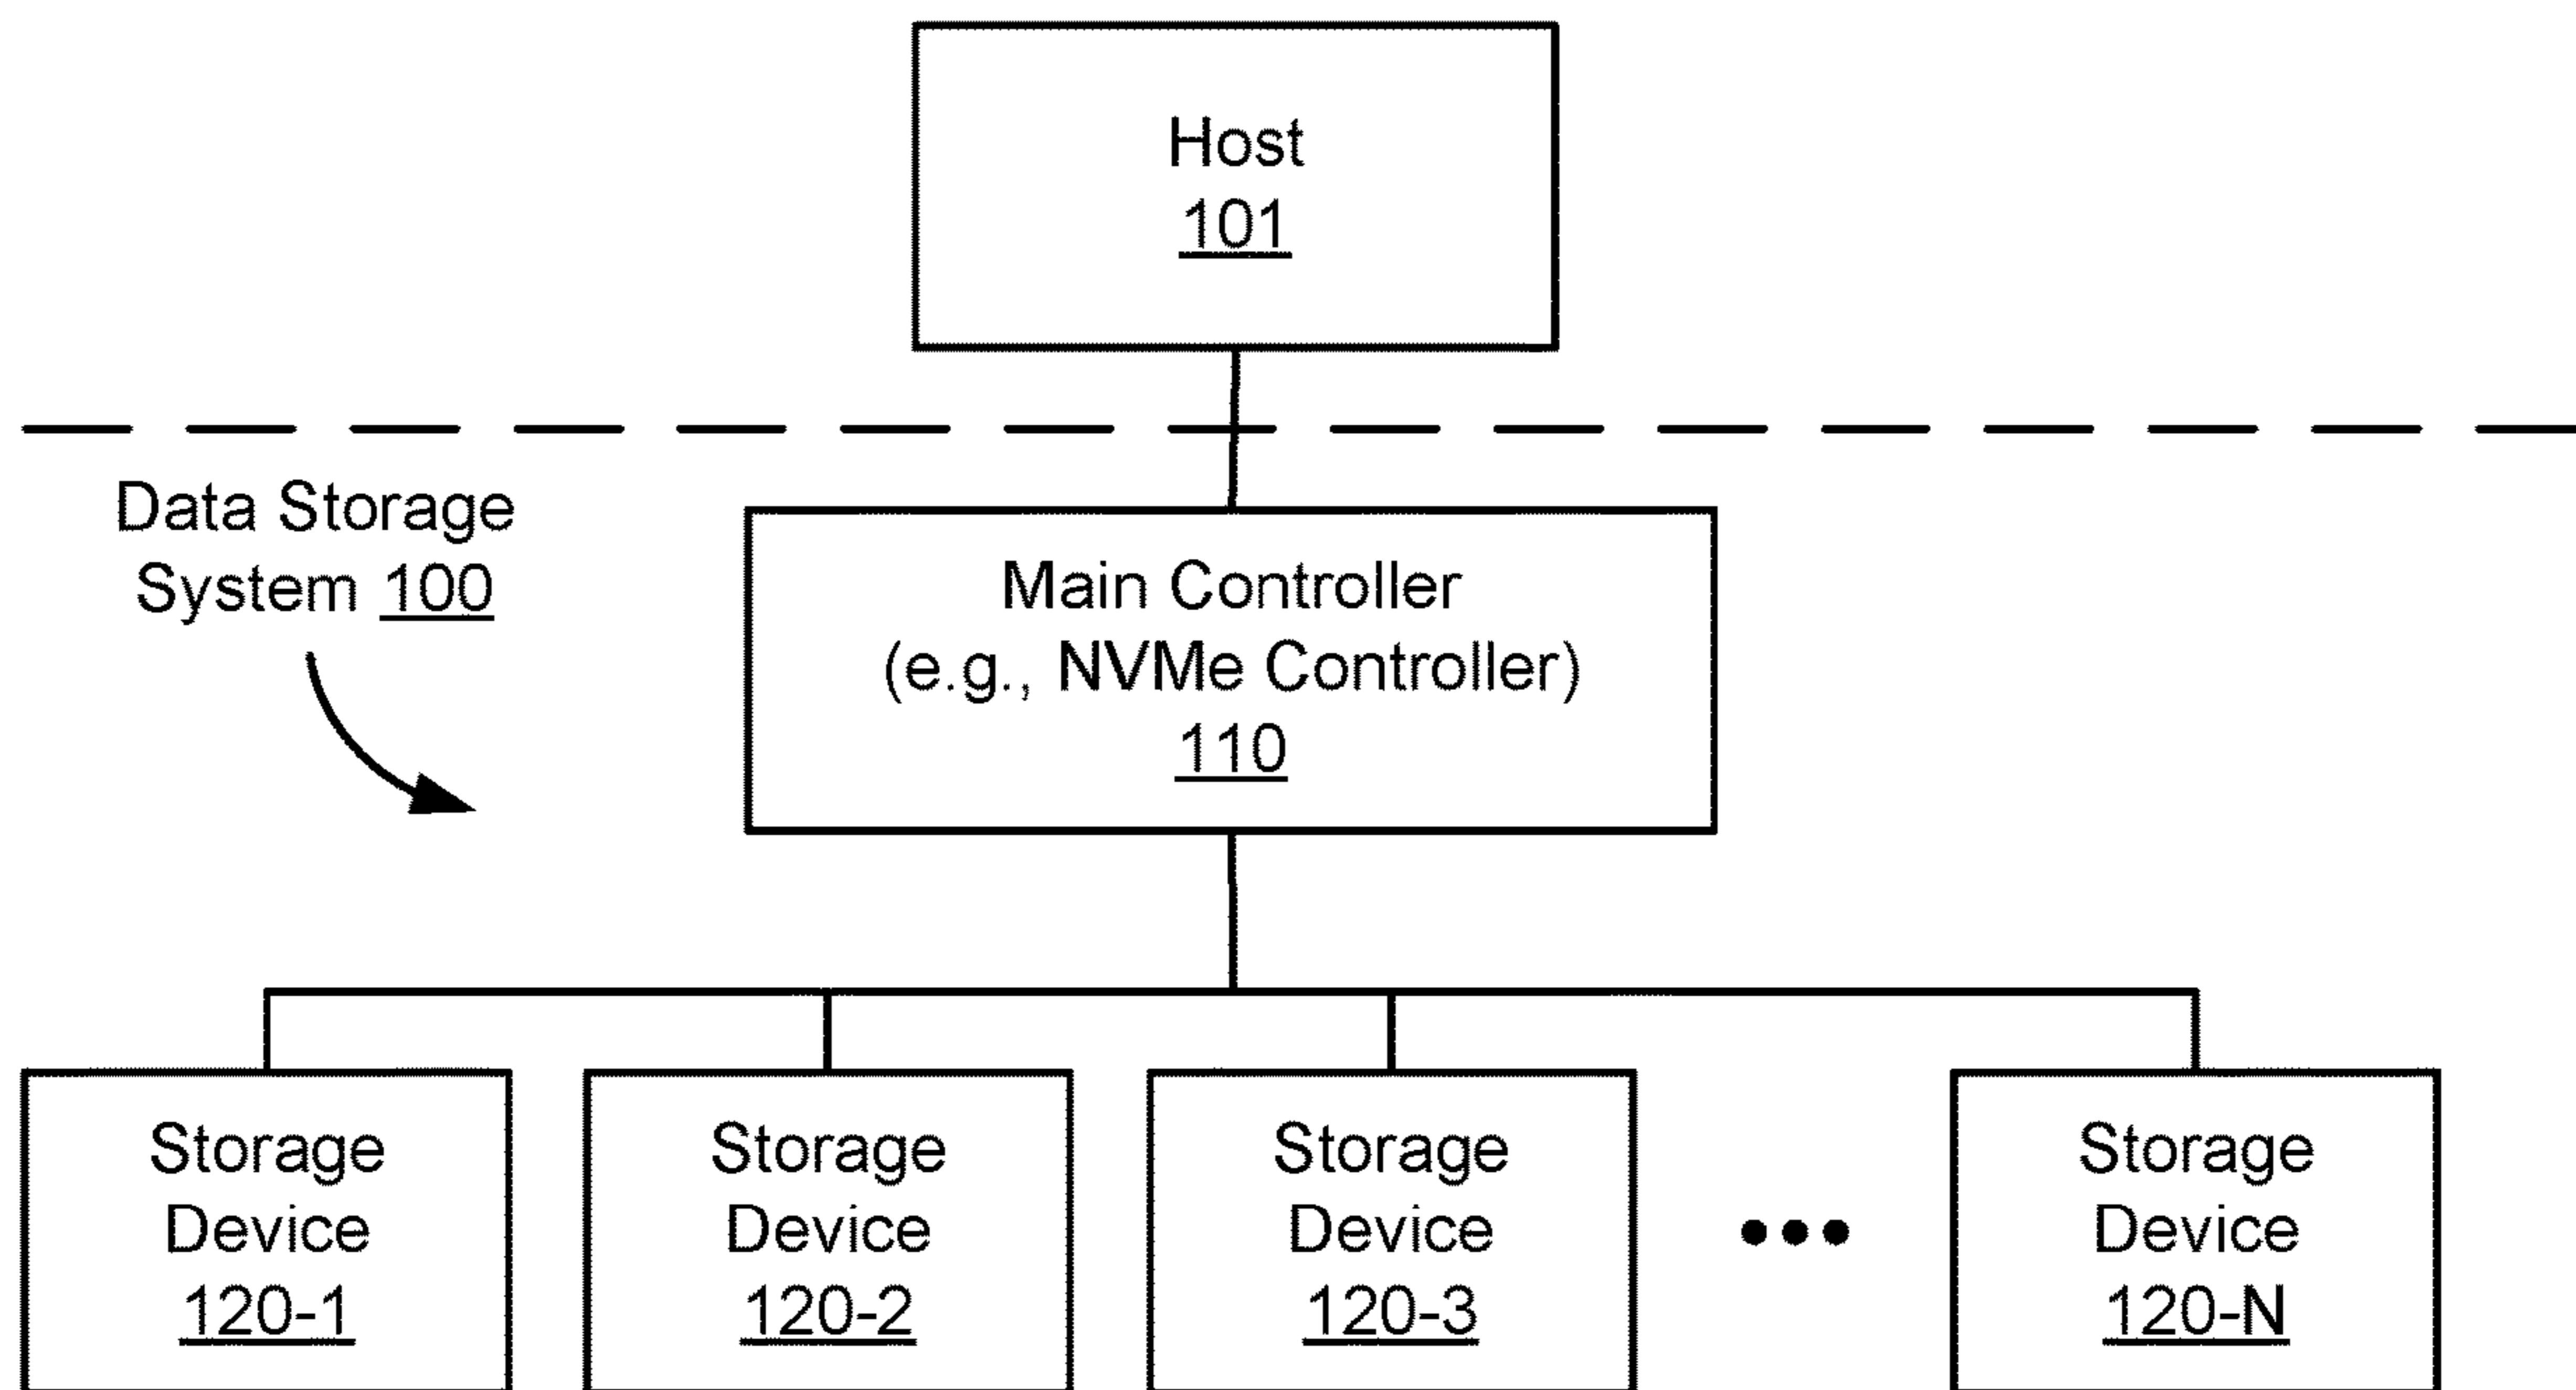 Host
101
Data Storage
System 100
Main Controller
(e.g., NVMe Controller)
110
Storage
Device
120-1
Storage
Device
120-2
Storage
Device
120-3
•••
Storage
Device
120-N